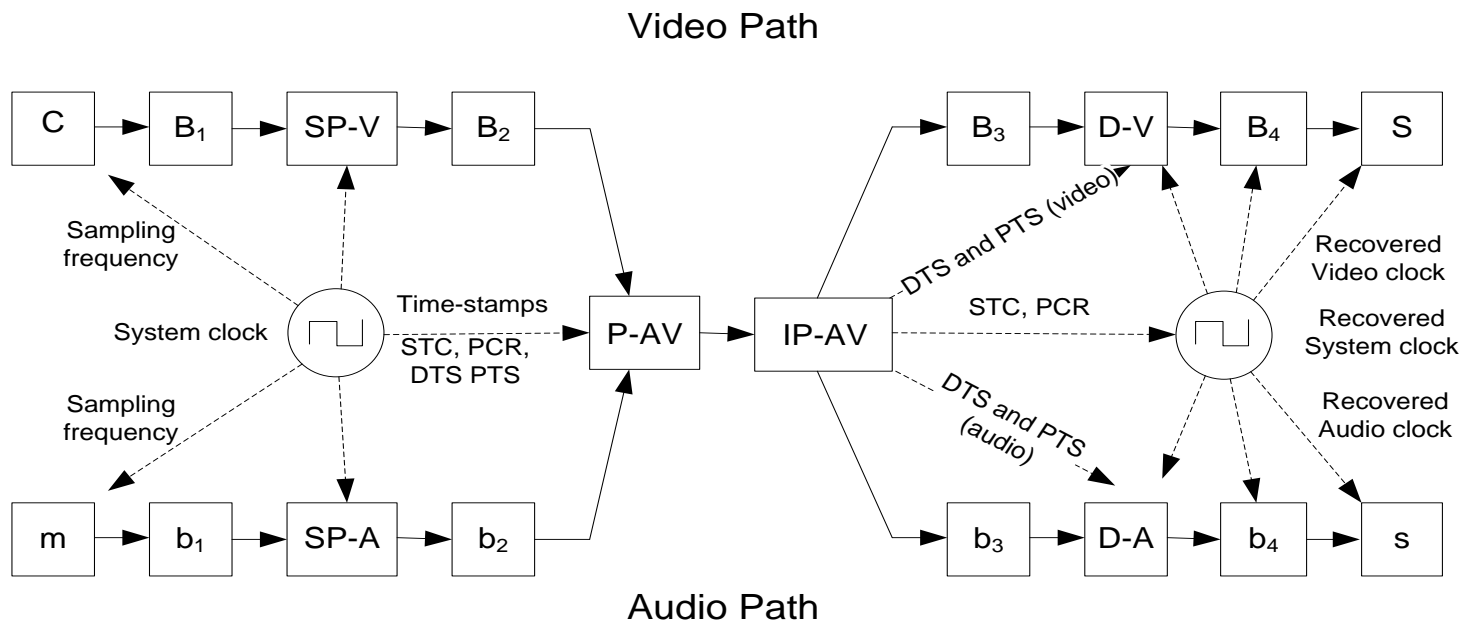 Video Path
C
B₁
SP-V
B₂
B₃
D-V
B₄
S
Sampling
frequency
DTS and PTS (video)
Recovered
Video clock
System clock
Time-stamps
STC, PCR,
DTS PTS
P-AV
IP-AV
STC, PCR
Recovered
System clock
Sampling
frequency
DTS and PTS
(audio)
Recovered
Audio clock
m
b₁
SP-A
b₂
b₃
D-A
b₄
s
Audio Path